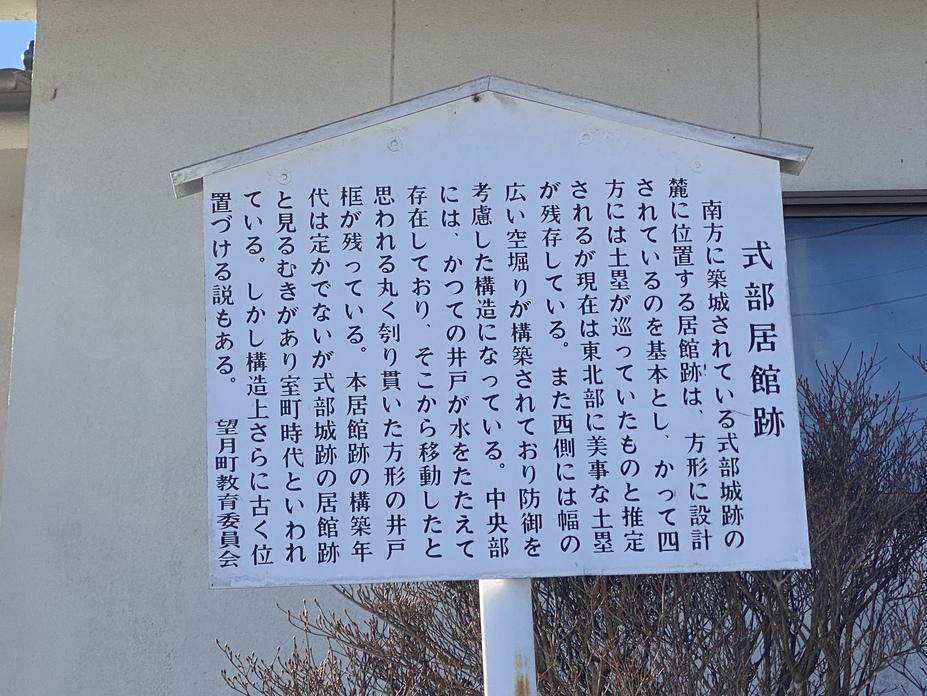 式部居館跡
南方に築城されている式部城跡の
麓に位置する居館跡は、方形に設計
されているのを基本とし、かって四
方には土塁が巡っていたものと推定
されるが現在は東北部に美事な土塁
が残存している。また西側には幅の
広い空堀りが構築されており防御を
考慮した構造になっている。中央部
には、かつての井戸が水をたたえて
存在しており、そこから移動したと
思われる丸く刳り貫いた方形の井戸
框が残っている。本居館跡の構築年
代は定かでないが式部城跡の居館跡
と見るむきがあり室町時代といわれ
ている。しかし構造上さらに古く位
置づける説もある。 望月町教育委員会